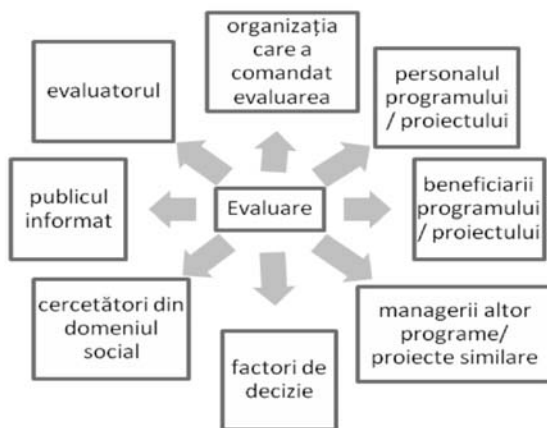 organizația
care a
comandat
evaluarea
personalul
programului
/ proiectului
beneficiarii
programului
/ proiectului
managerii altor
programe/
proiecte similare
factori de
decizie
cercetători din
domeniul
social
publicul
informat
evaluatorul
Evaluare